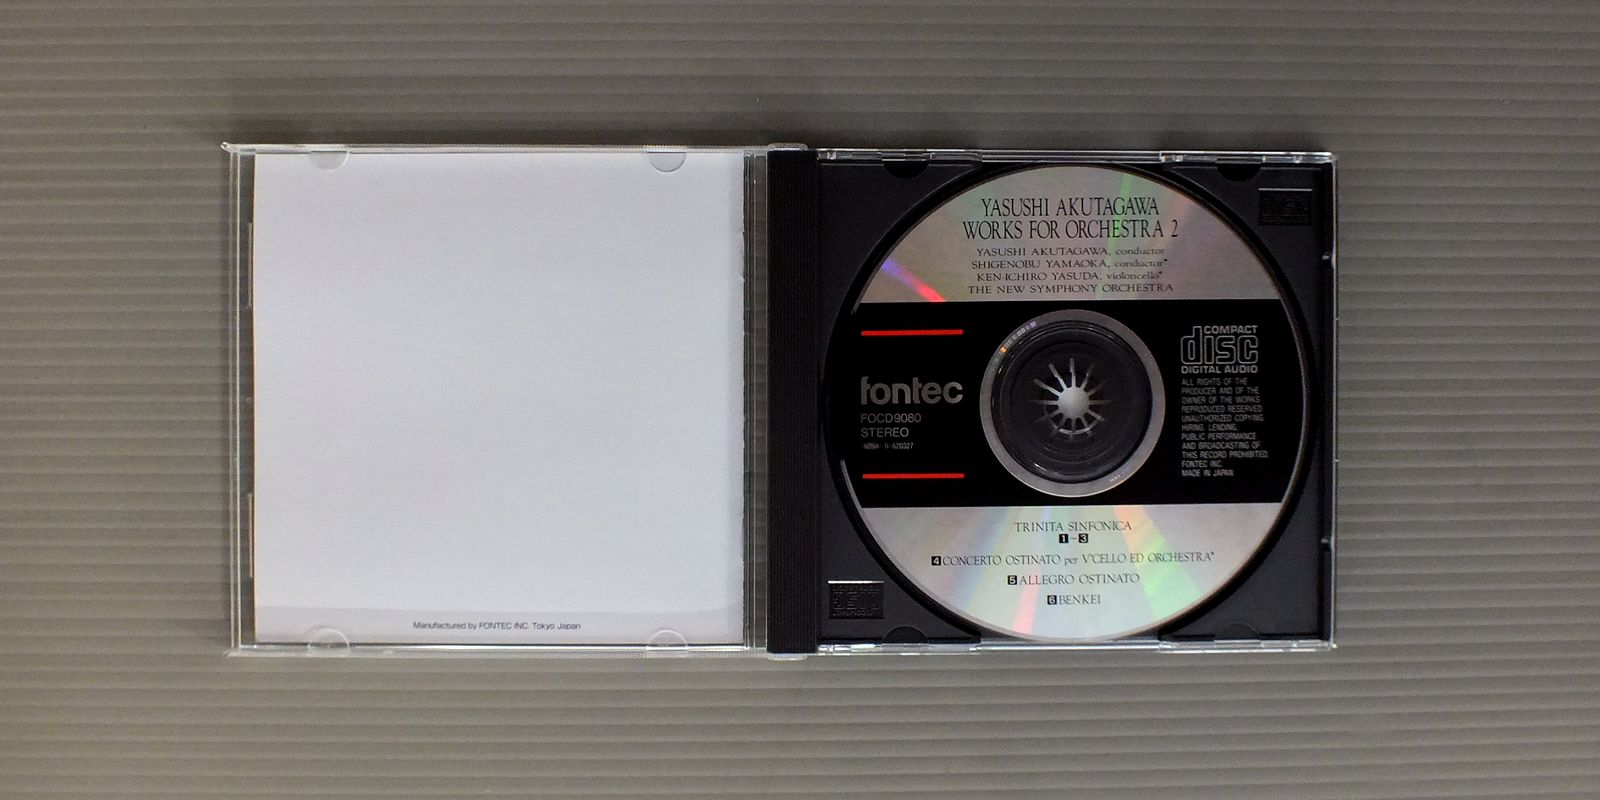 Manufactured by FONTEC INC. Tokyo Japan
YASUSHI AKUTAGAWA
WORKS FOR ORCHESTRA 2
YASUSHI AKUTAGAWA, conductor
SHIGENOBU YAMAOKA, conductor*
KEN-ICHIRO YASUDA, violoncello*
THE NEW SYMPHONY ORCHESTRA
fontec
FOCD9080
STEREO
R-620327
COMPACT
disc
DIGITAL AUDIO
ALL RIGHTS OF THE
PRODUCER AND OF THE
OWNER OF THE WORKS
REPRODUCED RESERVED.
UNAUTHORIZED COPYING,
HIRING, LENDING,
PUBLIC PERFORMANCE
AND BROADCASTING OF
THIS RECORD PROHIBITED.
FONTEC INC.
MADE IN JAPAN
TRINITA SINFONICA
1~3
4 CONCERTO OSTINATO per V'CELLO ED ORCHESTRA*
5 ALLEGRO OSTINATO
6 BENKEI